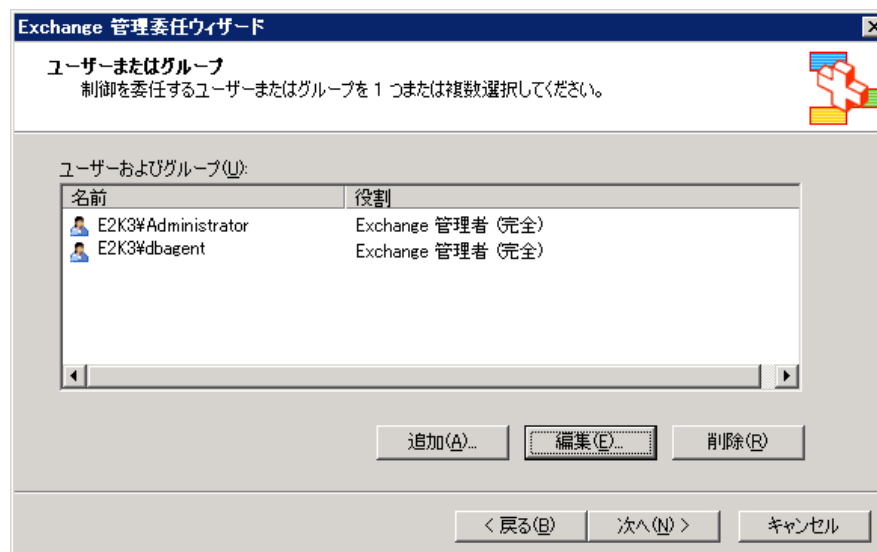 Exchange 管理委任ウィザード
ユーザーまたはグループ
制御を委任するユーザーまたはグループを 1 つまたは複数選択してください。
ユーザーおよびグループ(U):
名前 役割
E2K3¥Administrator Exchange 管理者 (完全)
E2K3¥dbagent Exchange 管理者 (完全)
追加(A)... 編集(E)... 削除(R)
< 戻る(B) 次へ(N) > キャンセル